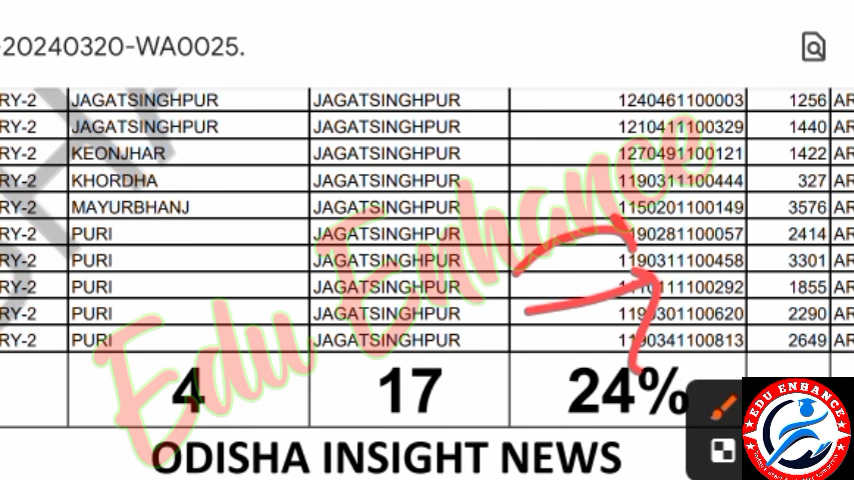 -20240320-WA0025.
RY-2 JAGATSINGHPUR JAGATSINGHPUR 1240461100003 1256 AR
RY-2 JAGATSINGHPUR JAGATSINGHPUR 1210411100329 1440 AR
RY-2 KEONJHAR JAGATSINGHPUR 1270491100121 1422 AR
RY-2 KHORDHA JAGATSINGHPUR 1190311100444 327 AR
RY-2 MAYURBHANJ JAGATSINGHPUR 1150201100149 3576 AR
RY-2 PURI JAGATSINGHPUR 1190281100057 2414 AR
RY-2 PURI JAGATSINGHPUR 1190311100458 3301 AR
RY-2 PURI JAGATSINGHPUR 1855 AR
RY-2 PURI JAGATSINGHPUR 1190301100620 2290 AR
RY-2 PURI JAGATSINGHPUR 1190341100813 2649 AR
4 17 24%
ODISHA INSIGHT NEWS
Edu Enhance
EDU ENHANCE